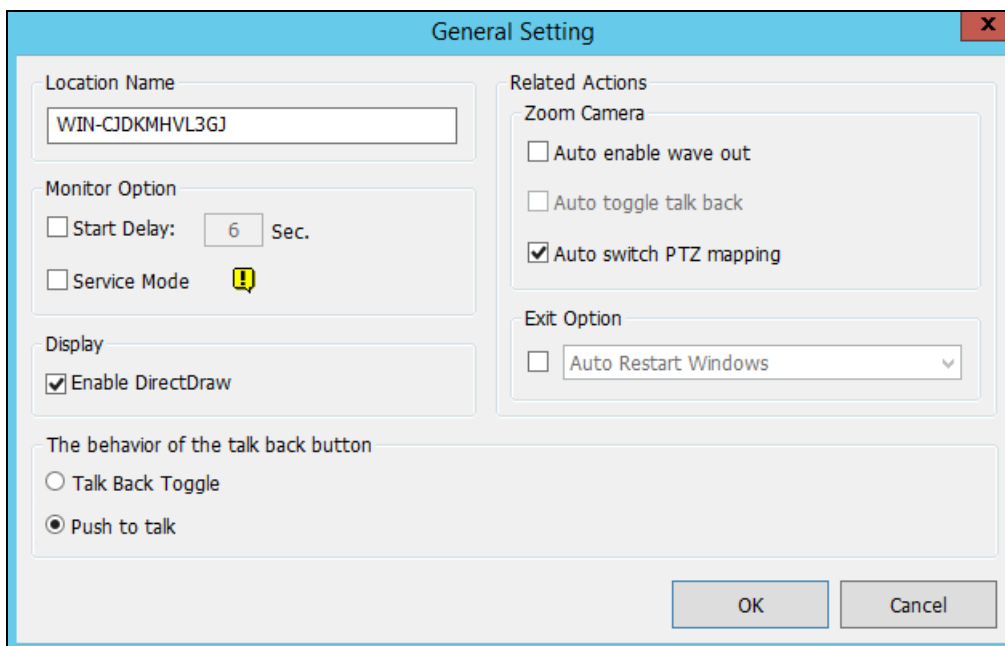 General Setting
x
Location Name
WIN-CJDKMHVL3GJ
Monitor Option
Start Delay: 6 Sec.
Service Mode !
Display
Enable DirectDraw
Related Actions
Zoom Camera
Auto enable wave out
Auto toggle talk back
Auto switch PTZ mapping
Exit Option
Auto Restart Windows
The behavior of the talk back button
Talk Back Toggle
Push to talk
OK Cancel